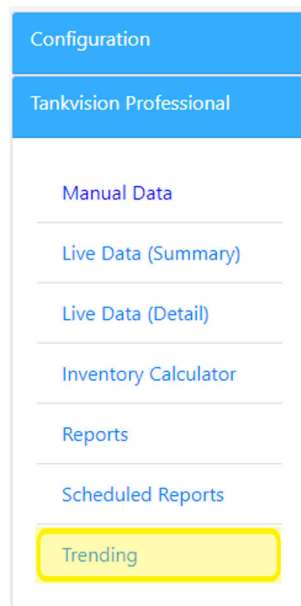 Configuration
Tankvision Professional
Manual Data
Live Data (Summary)
Live Data (Detail)
Inventory Calculator
Reports
Scheduled Reports
Trending